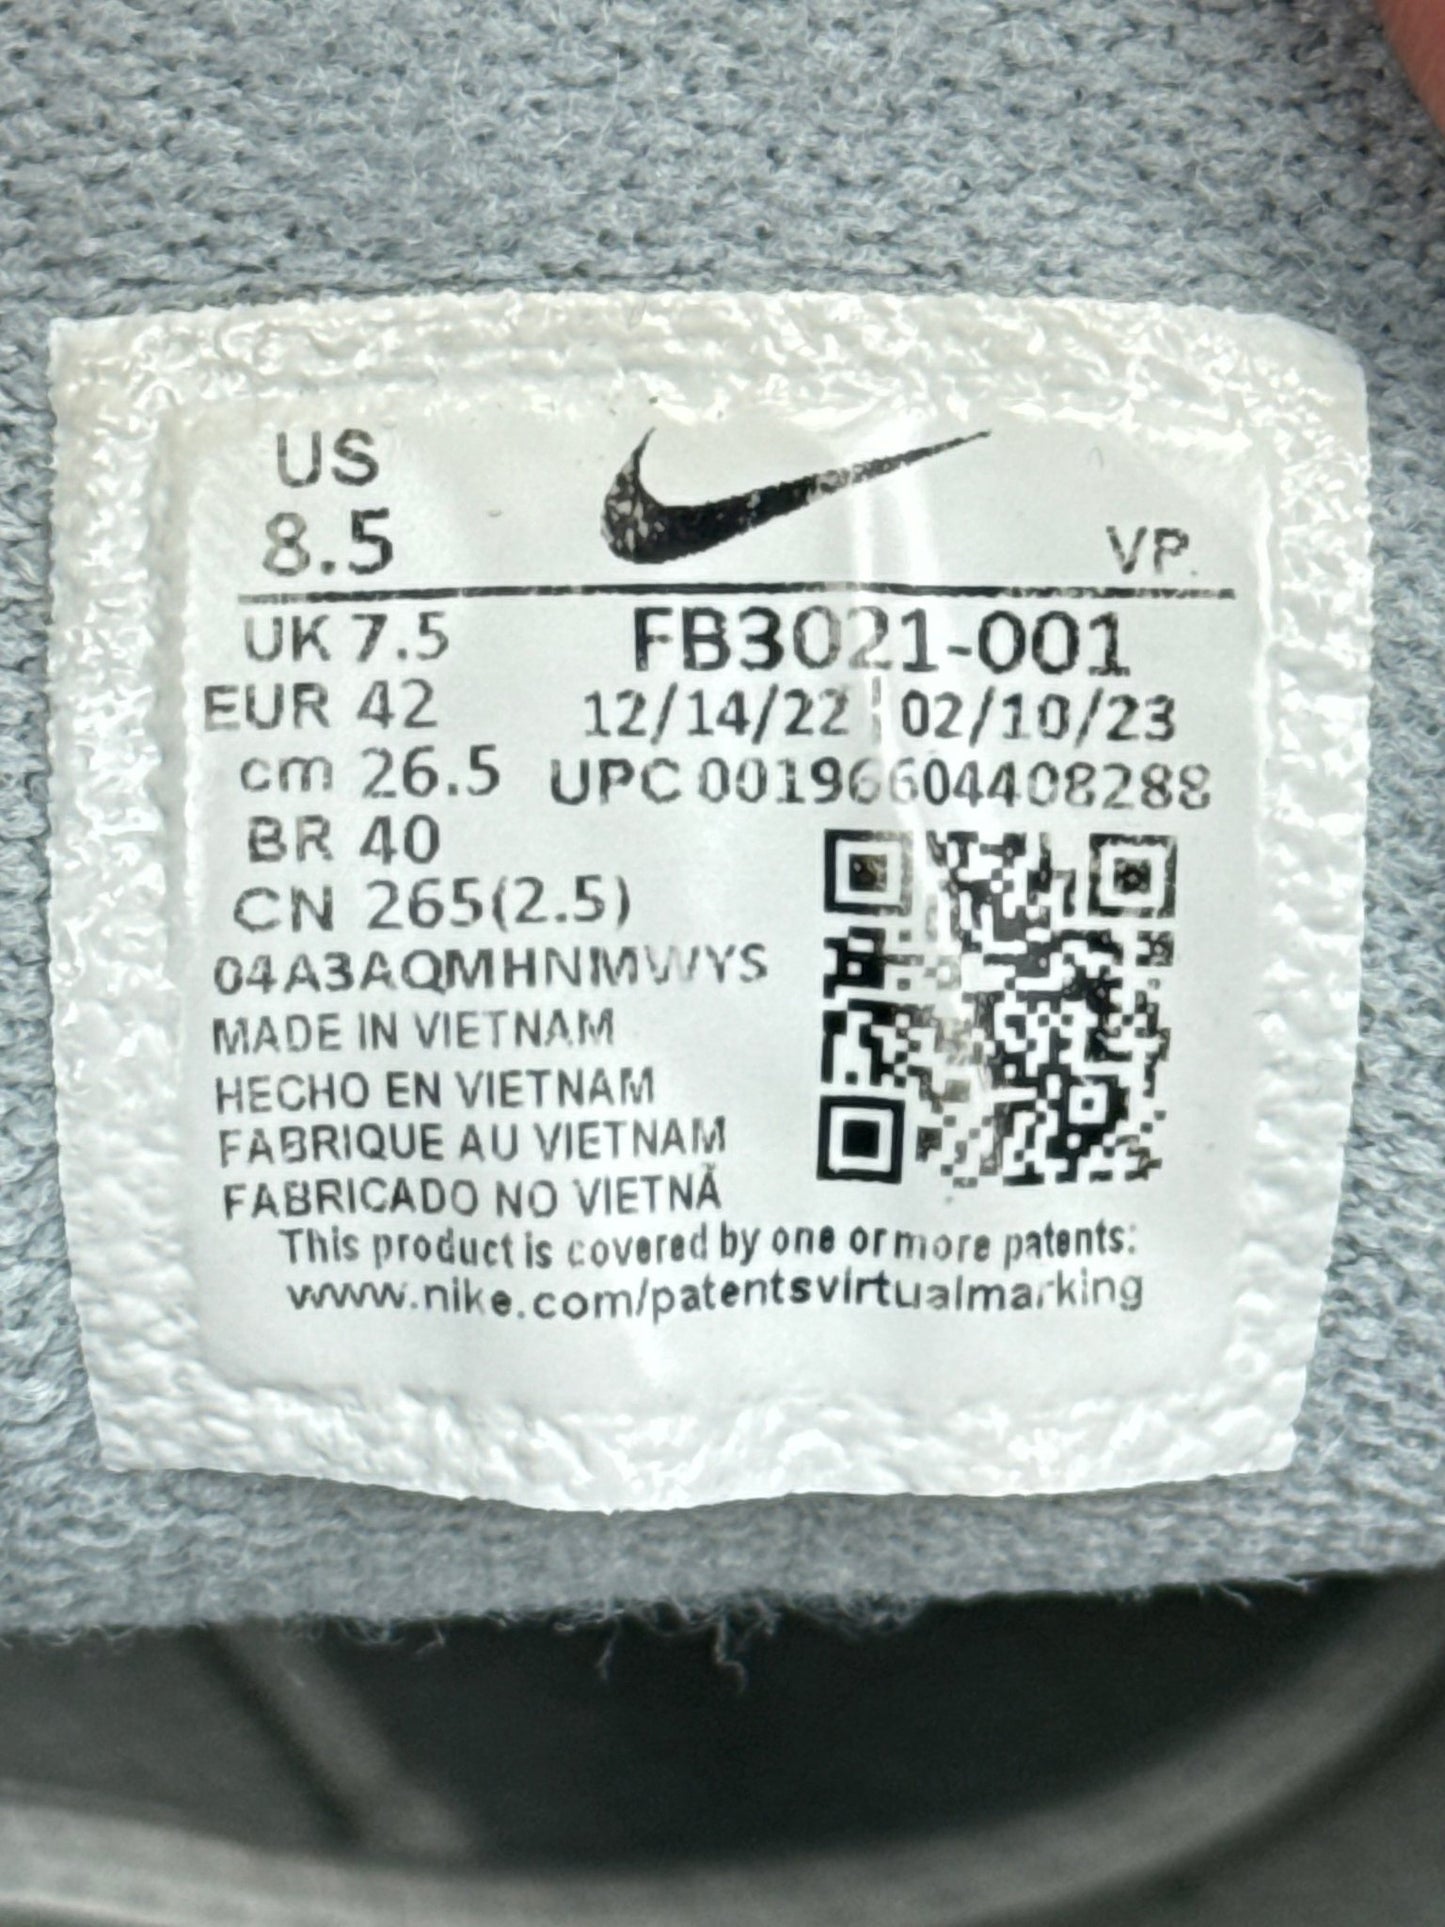 US
8.5
VP.
UK 7.5
FB3021-001
EUR 42
12/14/22 02/10/23
cm 26.5
UPC 00196604408288
BR 40
CN 265(2.5)
04A3AQMHNMWYS
MADE IN VIETNAM
HECHO EN VIETNAM
FABRIQUE AU VIETNAM
FABRICADO NO VIETNÃ
This product is covered by one or more patents:
www.nike.com/patentsvirtualmarking